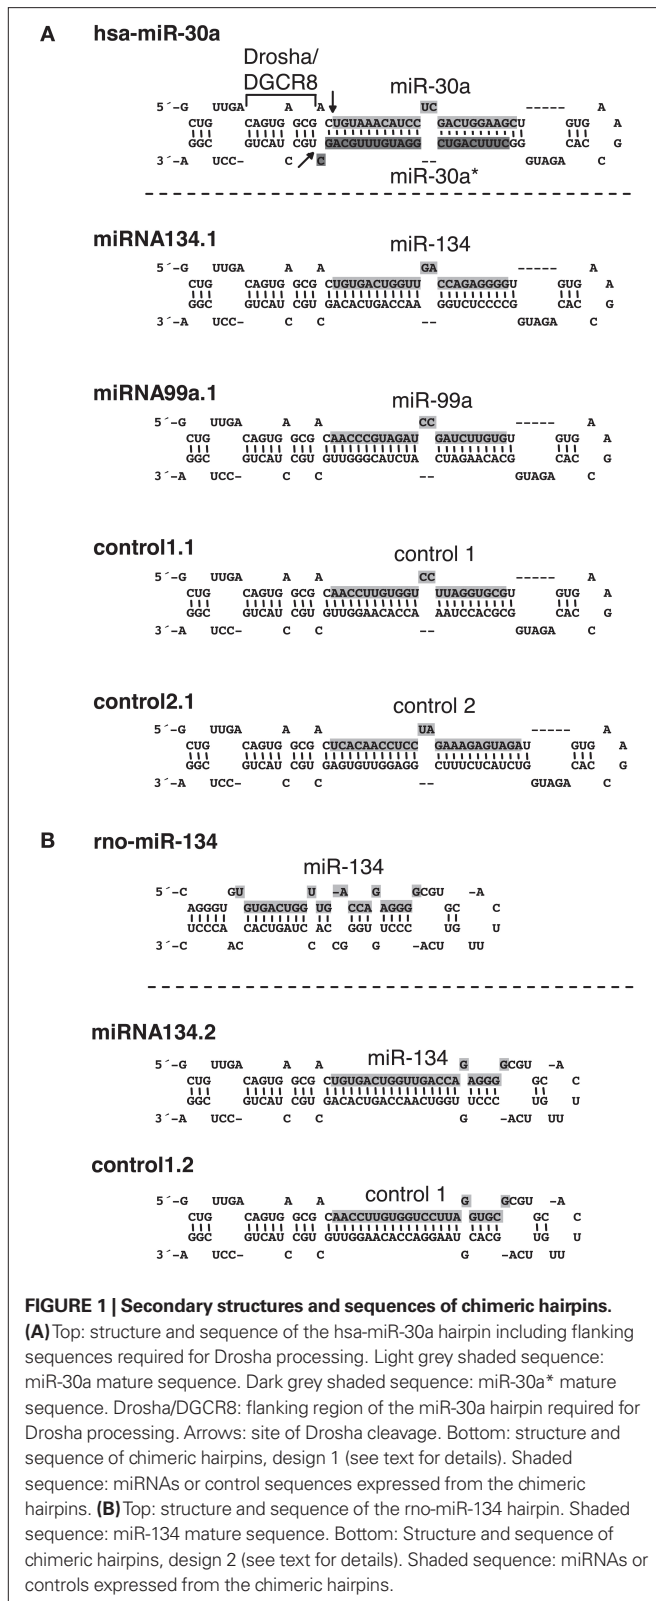 A hsa-miR-30a
Drosha/
DGCR8 miR-30a
5´-G UUGA A A UC ----- A
CUG CAGUG GCG CUGUAAACAUCC GACUGGAAGCU GUG A
GGC GUCAU CGU GACGUUUGUAGG CUGACUUUCGG CAC G
3´-A UCC- C C -- GUAGA C
miR-30a*
miRNA134.1 miR-134
5´-G UUGA A A GA ----- A
CUG CAGUG GCG CUGUGACUGGUU CCAGAGGGGU GUG A
GGC GUCAU CGU GACACUGACCAA GGUCUCCCCG CAC G
3´-A UCC- C C -- GUAGA C
miRNA99a.1 miR-99a
5´-G UUGA A A CC ----- A
CUG CAGUG GCG CAACCCGUAGAU GAUCUUGUGU GUG A
GGC GUCAU CGU GUUGGGCAUCUA CUAGAACACG CAC G
3´-A UCC- C C -- GUAGA C
control1.1 control 1
5´-G UUGA A A CC ----- A
CUG CAGUG GCG CAACCUUGUGGU UUAGGUGCGU GUG A
GGC GUCAU CGU GUUGGAACACCA AAUCCACGCG CAC G
3´-A UCC- C C -- GUAGA C
control2.1 control 2
5´-G UUGA A A UA ----- A
CUG CAGUG GCG CUCACAACCUCC GAAAGAGUAGAU GUG A
GGC GUCAU CGU GAGUGUUGGAGG CUUUCUCAUCUG CAC G
3´-A UCC- C C -- GUAGA C
B rno-miR-134
miR-134
5´-C GU U -A G GCGU -A
AGGGU GUGACUGG UG CCA AGGG GC C
UCCCA CACUGAUC AC GGU UCCC UG U
3´-C AC C CG G -ACU UU
miRNA134.2 miR-134
5´-G UUGA A A G GCGU -A
CUG CAGUG GCG CUGUGACUGGUUGACCA AGGG GC C
GGC GUCAU CGU GACACUGACCAACUGGU UCCC UG U
3´-A UCC- C C G -ACU UU
control1.2 control 1
5´-G UUGA A A G GCGU -A
CUG CAGUG GCG CAACCUUGUGGUCCUUA GUGC GC C
GGC GUCAU CGU GUUGGAACACCAGGAAU CACG UG U
3´-A UCC- C C G -ACU UU
FIGURE 1 | Secondary structures and sequences of chimeric hairpins.
(A) Top: structure and sequence of the hsa-miR-30a hairpin including flanking
sequences required for Drosha processing. Light grey shaded sequence:
miR-30a mature sequence. Dark grey shaded sequence: miR-30a* mature
sequence. Drosha/DGCR8: flanking region of the miR-30a hairpin required for
Drosha processing. Arrows: site of Drosha cleavage. Bottom: structure and
sequence of chimeric hairpins, design 1 (see text for details). Shaded
sequence: miRNAs or control sequences expressed from the chimeric
hairpins. (B) Top: structure and sequence of the rno-miR-134 hairpin. Shaded
sequence: miR-134 mature sequence. Bottom: Structure and sequence of
chimeric hairpins, design 2 (see text for details). Shaded sequence: miRNAs or
controls expressed from the chimeric hairpins.